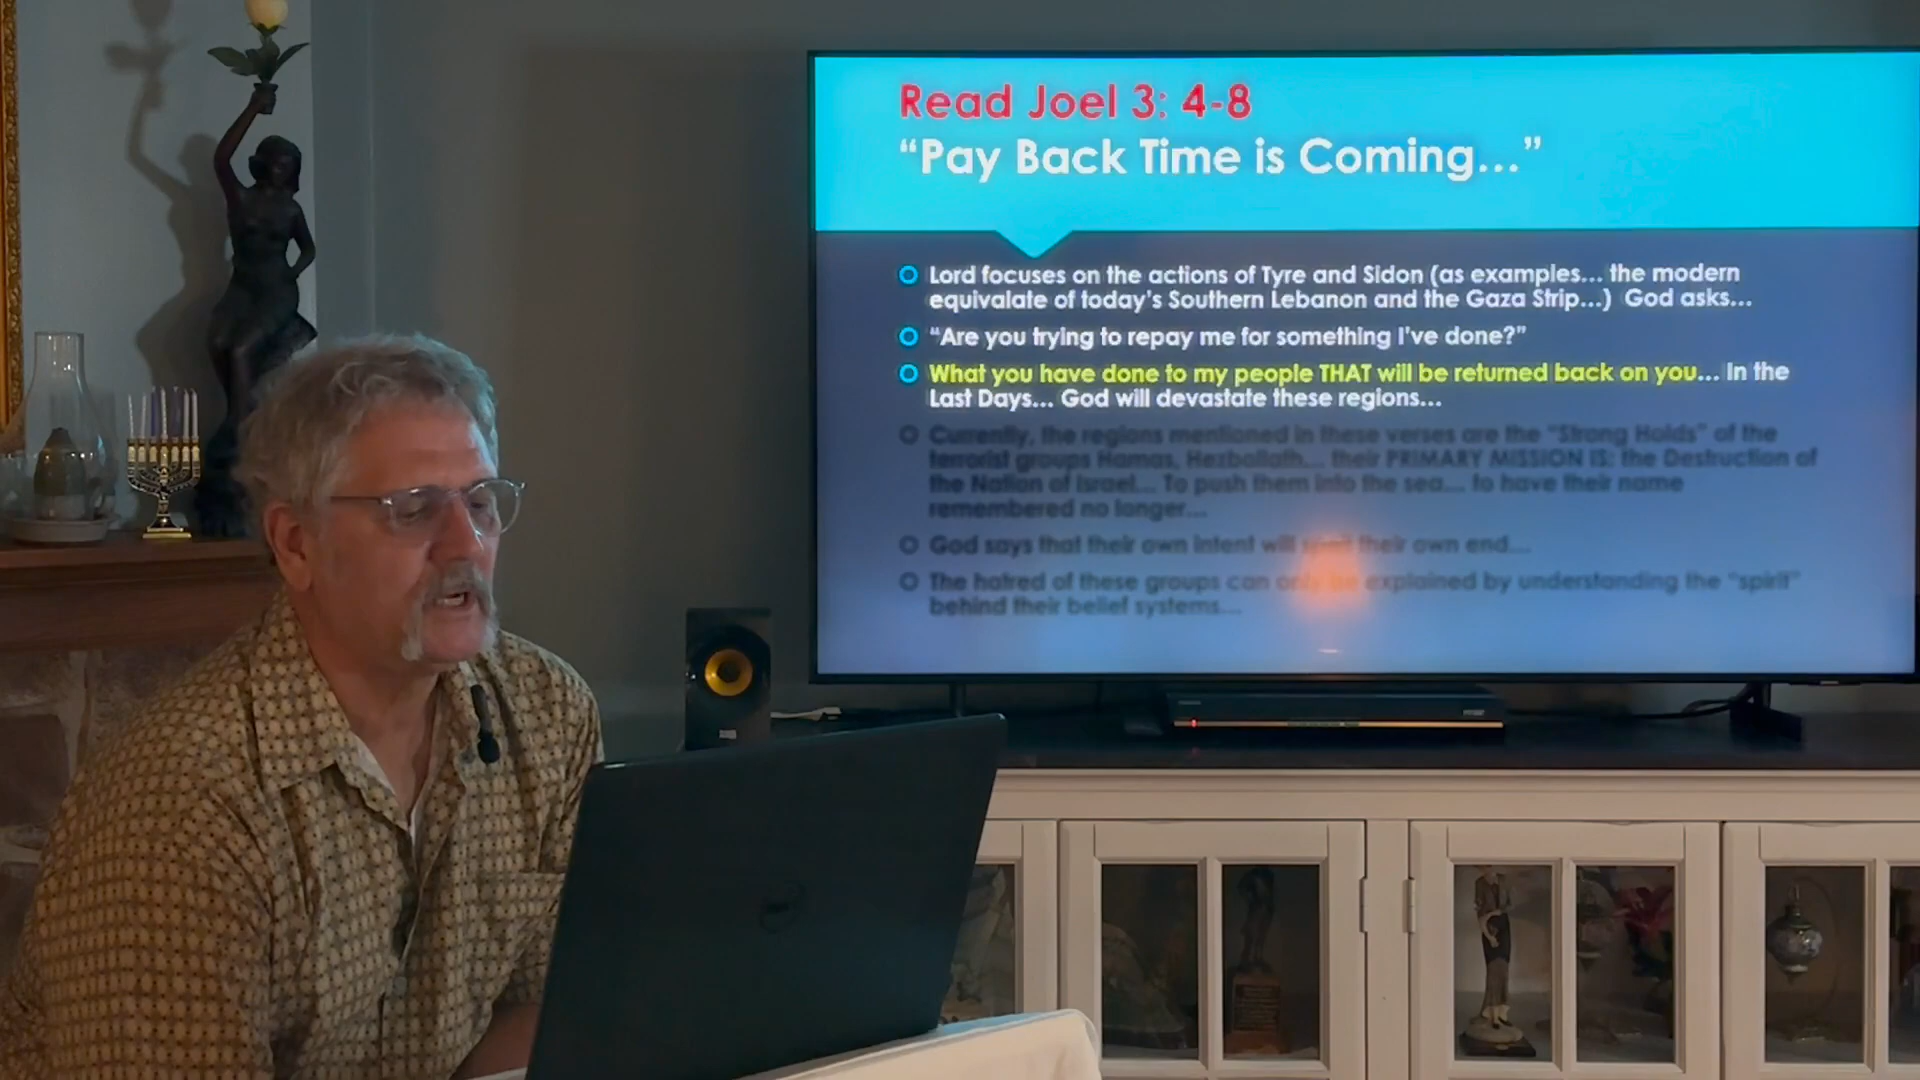 Read Joel 3: 4-8
“Pay Back Time is Coming...”
Lord focuses on the actions of Tyre and Sidon (as examples... the modern
equivalate of today's Southern Lebanon and the Gaza Strip...) God asks...
“Are you trying to repay me for something I've done?”
What you have done to my people THAT will be returned back on you... In the
Last Days... God will devastate these regions...
Currently, the regions mentioned in these verses are the “Strong Holds” of the
terrorist groups Hamas, Hezbollath... their PRIMARY MISSION IS: the Destruction of
the Nation of Israel... To push them into the sea... to have their name
remembered no longer...
God says that their own intent will their own end...
The hatred of these groups can only be explained by understanding the “spirit”
behind their belief systems...